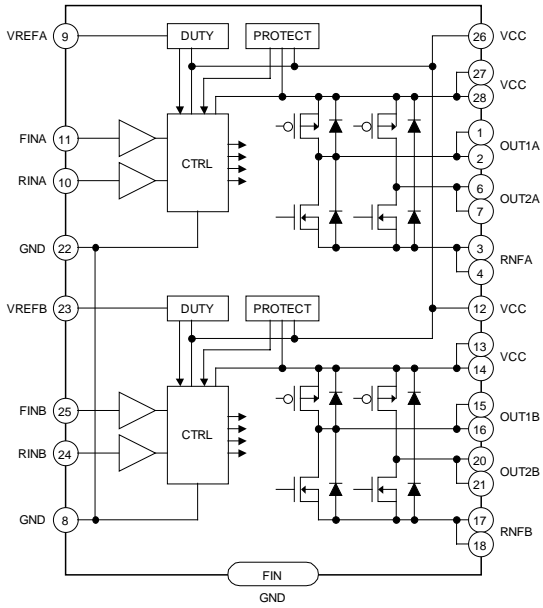 VREFA 9 DUTY PROTECT 26 VCC
27 VCC
28
FINA 11 1 OUT1A
CTRL 2
RINA 10 6 OUT2A
7
GND 22 3 RNFA
4
VREFB 23 DUTY PROTECT 12 VCC
13 VCC
14
FINB 25 15 OUT1B
CTRL 16
RINB 24 20 OUT2B
21
GND 8 17 RNFB
18
FIN
GND